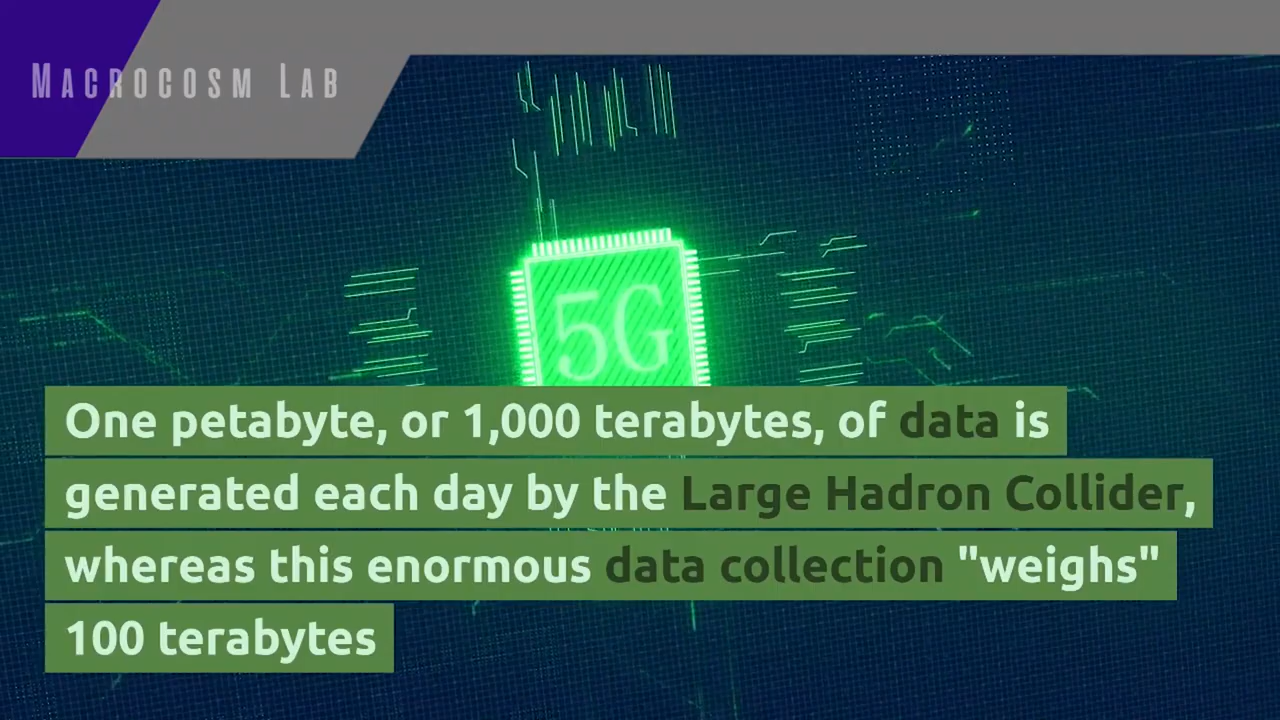 MACROCOSM LAB
5G
One petabyte, or 1,000 terabytes, of data is
generated each day by the Large Hadron Collider,
whereas this enormous data collection "weighs"
100 terabytes